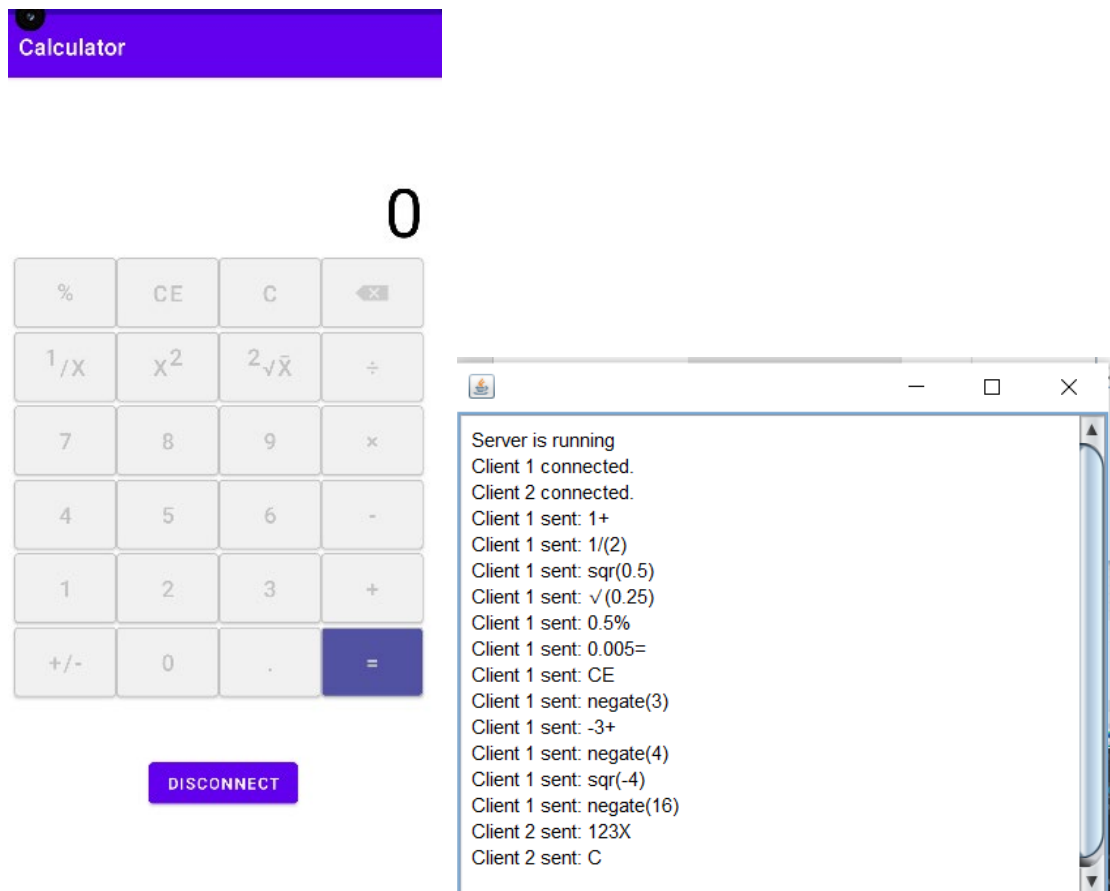 Calculator
0
% CE C
1/X X2 2√X̄ ÷
7 8 9 ×
4 5 6 -
1 2 3 +
+/- 0 . =
DISCONNECT
Server is running
Client 1 connected.
Client 2 connected.
Client 1 sent: 1+
Client 1 sent: 1/(2)
Client 1 sent: sqr(0.5)
Client 1 sent: √(0.25)
Client 1 sent: 0.5%
Client 1 sent: 0.005=
Client 1 sent: CE
Client 1 sent: negate(3)
Client 1 sent: -3+
Client 1 sent: negate(4)
Client 1 sent: sqr(-4)
Client 1 sent: negate(16)
Client 2 sent: 123X
Client 2 sent: C